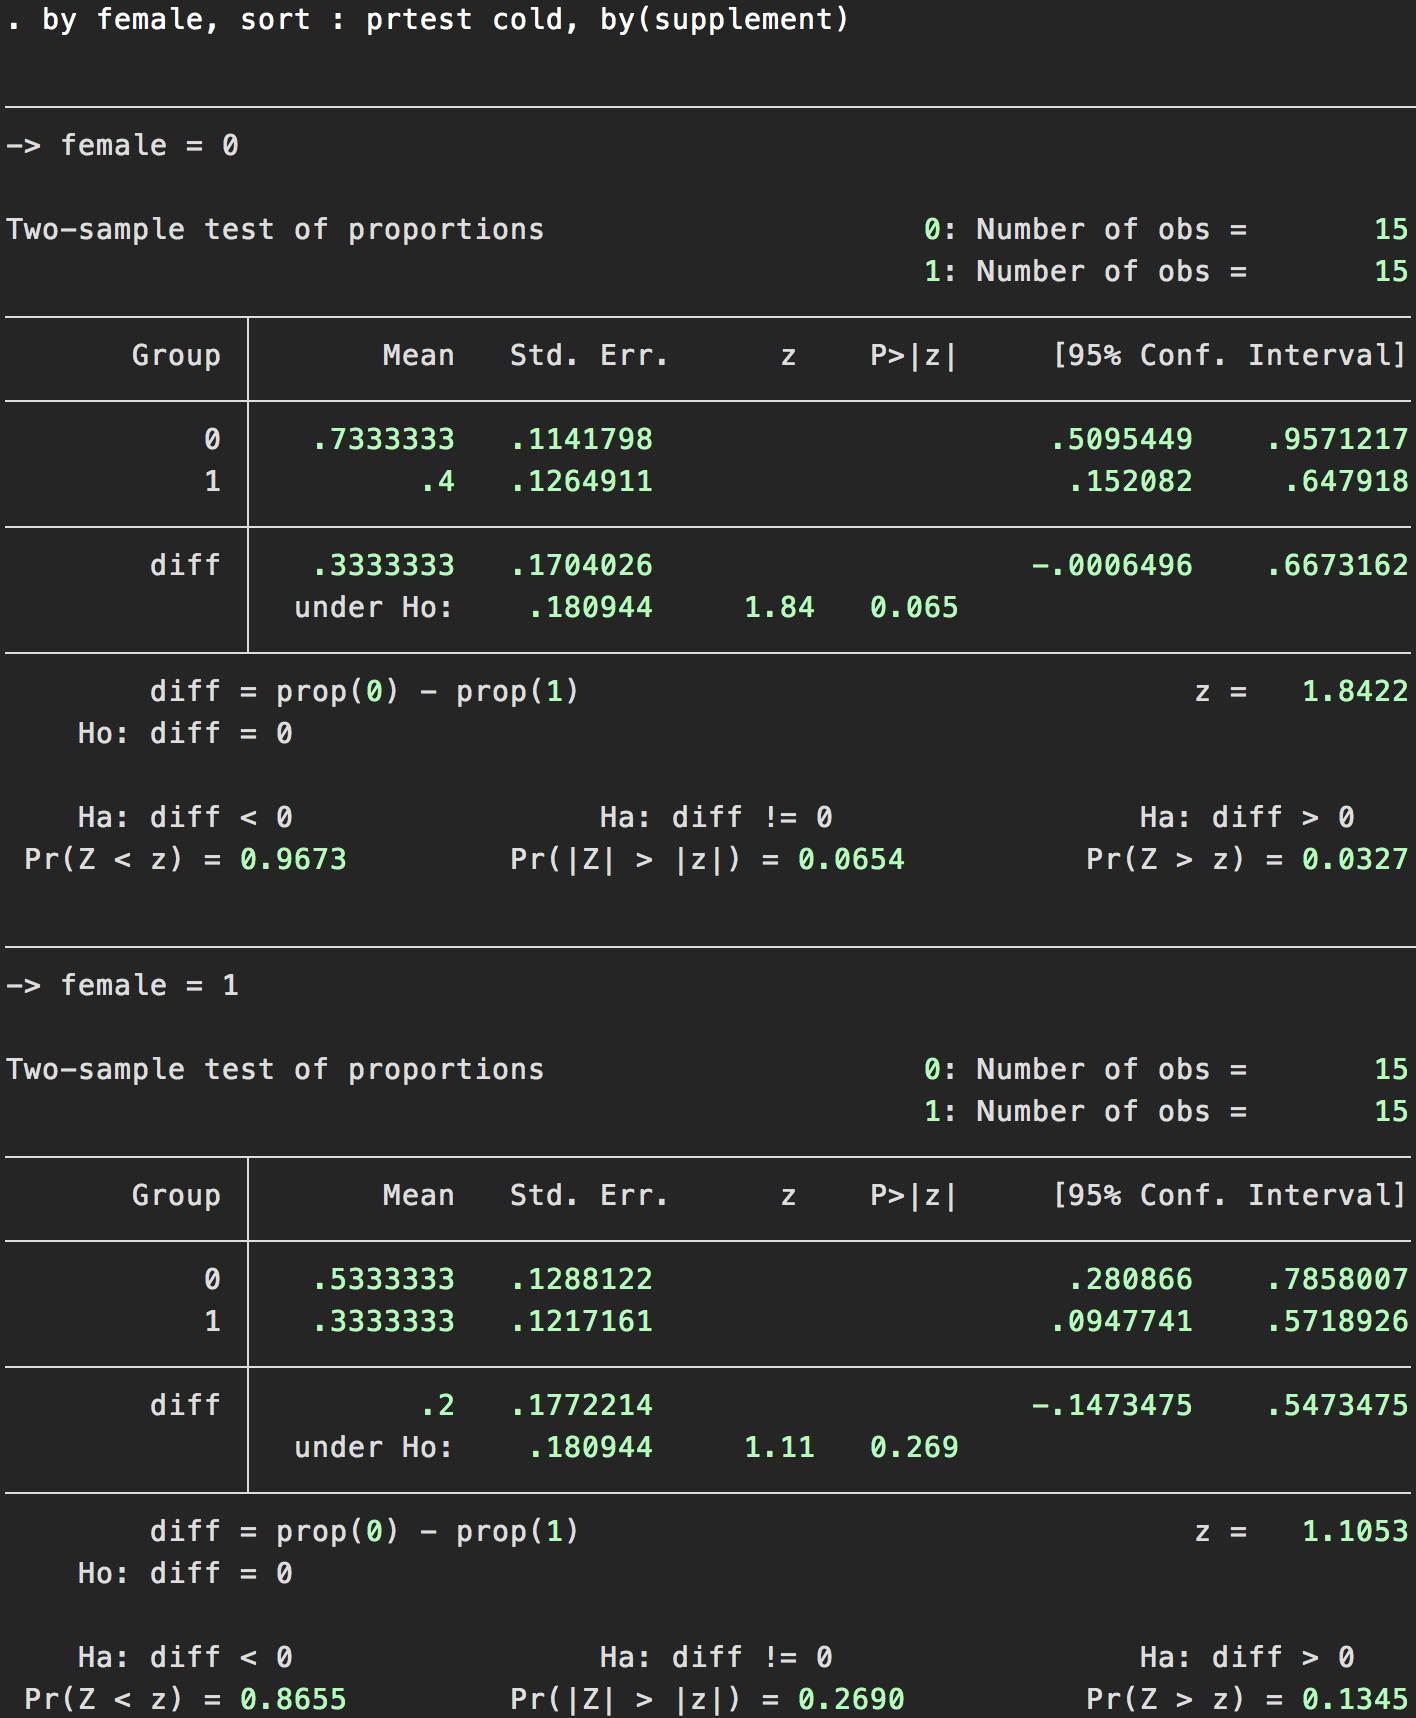 . by female, sort : prtest cold, by(supplement)
-> female = 0
Two-sample test of proportions 0: Number of obs = 15
1: Number of obs = 15
Group Mean Std. Err. z P>|z| [95% Conf. Interval]
0 .7333333 .1141798 .5095449 .9571217
1 .4 .1264911 .152082 .647918
diff .3333333 .1704026 -.0006496 .6673162
under Ho: .180944 1.84 0.065
diff = prop(0) - prop(1) z = 1.8422
Ho: diff = 0
Ha: diff < 0 Ha: diff != 0 Ha: diff > 0
Pr(Z < z) = 0.9673 Pr(|Z| > |z|) = 0.0654 Pr(Z > z) = 0.0327
-> female = 1
Two-sample test of proportions 0: Number of obs = 15
1: Number of obs = 15
Group Mean Std. Err. z P>|z| [95% Conf. Interval]
0 .5333333 .1288122 .280866 .7858007
1 .3333333 .1217161 .0947741 .5718926
diff .2 .1772214 -.1473475 .5473475
under Ho: .180944 1.11 0.269
diff = prop(0) - prop(1) z = 1.1053
Ho: diff = 0
Ha: diff < 0 Ha: diff != 0 Ha: diff > 0
Pr(Z < z) = 0.8655 Pr(|Z| > |z|) = 0.2690 Pr(Z > z) = 0.1345